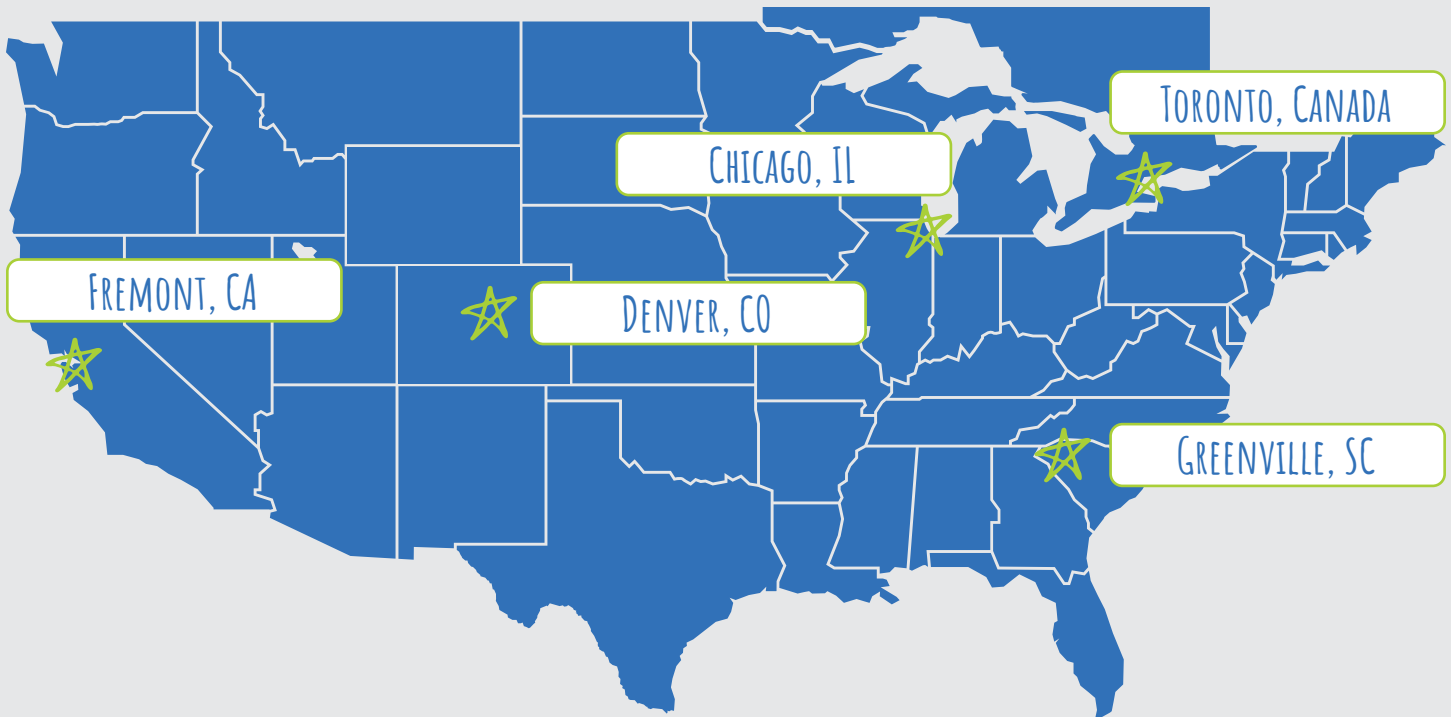 TORONTO, CANADA
CHICAGO, IL
FREMONT, CA
DENVER, CO
GREENVILLE, SC